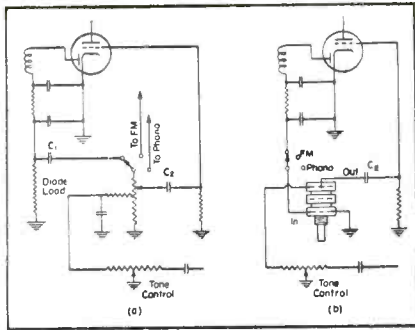 To FM
To Phono
C1
C2
Diode
Load
Tone
Control
(a)
FM
Phono
Out
C2
In
Tone
Control
(b)